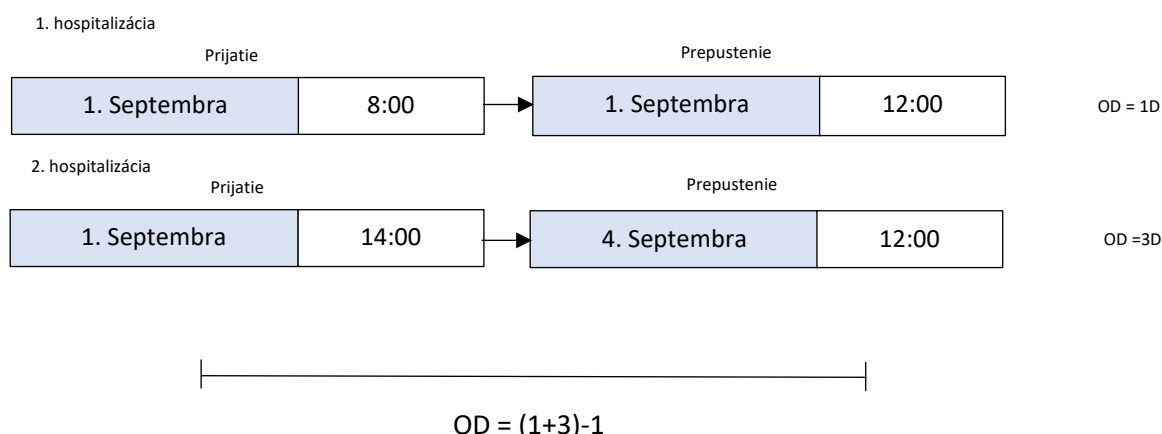 1. hospitalizácia
Prijatie Prepustenie
1. Septembra 8:00 1. Septembra 12:00 OD = 1D
2. hospitalizácia
Prijatie Prepustenie
1. Septembra 14:00 4. Septembra 12:00 OD =3D
OD = (1+3)-1